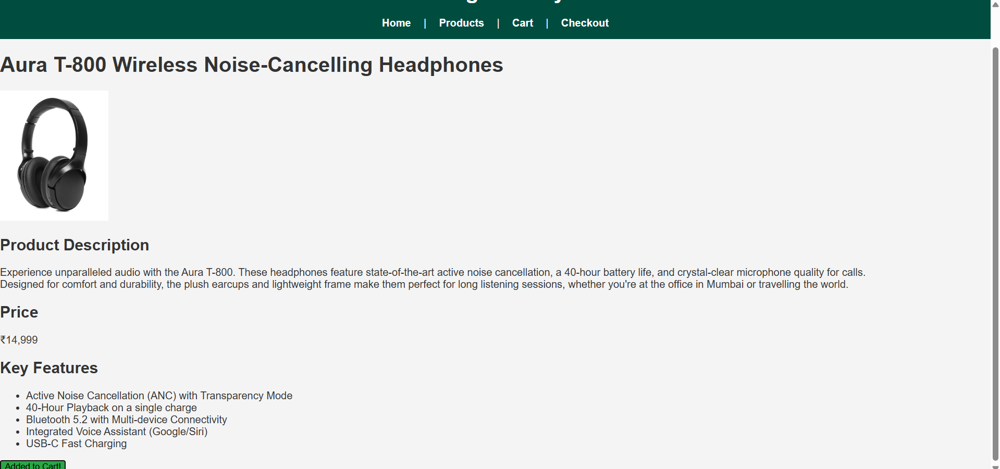 Home | Products | Cart | Checkout
Aura T-800 Wireless Noise-Cancelling Headphones
Product Description
Experience unparalleled audio with the Aura T-800. These headphones feature state-of-the-art active noise cancellation, a 40-hour battery life, and crystal-clear microphone quality for calls.
Designed for comfort and durability, the plush earcups and lightweight frame make them perfect for long listening sessions, whether you're at the office in Mumbai or travelling the world.
Price
₹14,999
Key Features
• Active Noise Cancellation (ANC) with Transparency Mode
• 40-Hour Playback on a single charge
• Bluetooth 5.2 with Multi-device Connectivity
• Integrated Voice Assistant (Google/Siri)
• USB-C Fast Charging
Added to Cart!